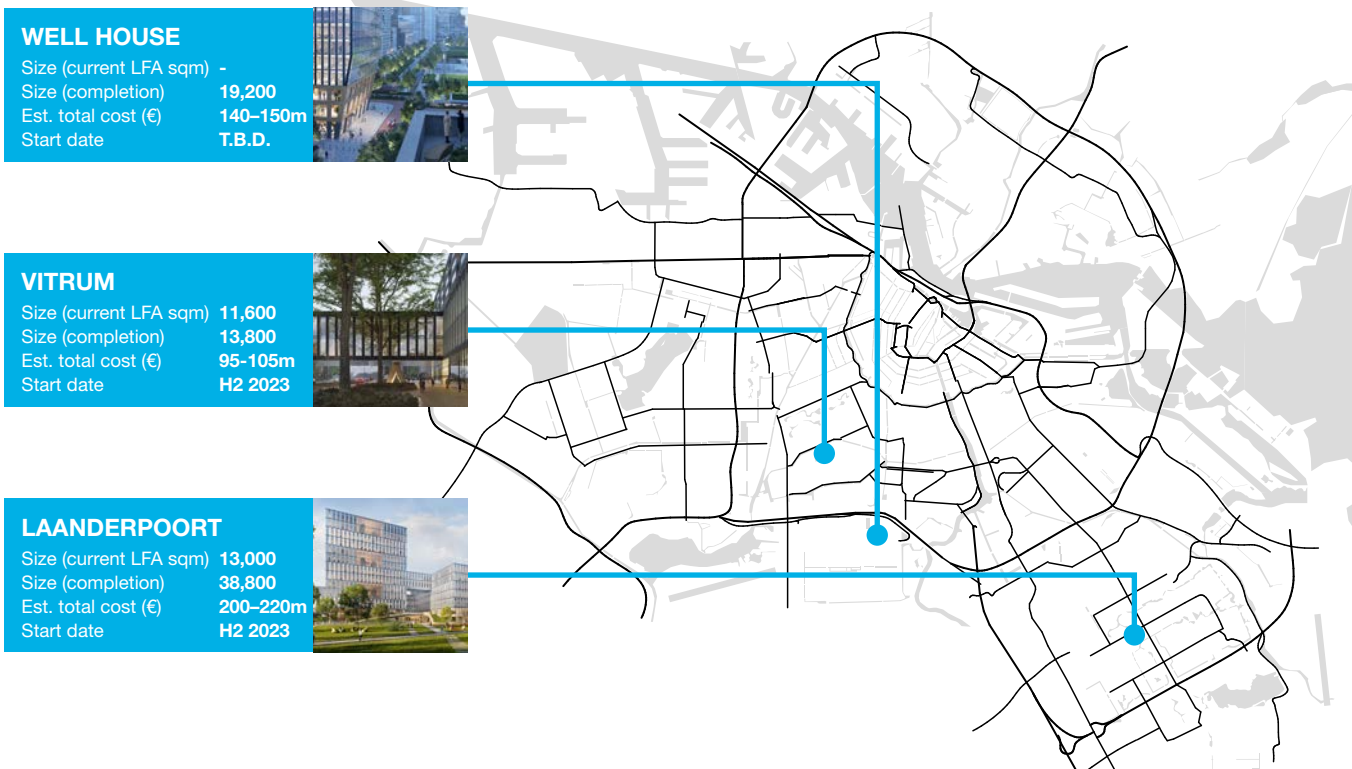 WELL HOUSE
Size (current LFA sqm) -
Size (completion) 19,200
Est. total cost (€) 140–150m
Start date T.B.D.
VITRUM
Size (current LFA sqm) 11,600
Size (completion) 13,800
Est. total cost (€) 95-105m
Start date H2 2023
LAANDERPOORT
Size (current LFA sqm) 13,000
Size (completion) 38,800
Est. total cost (€) 200–220m
Start date H2 2023